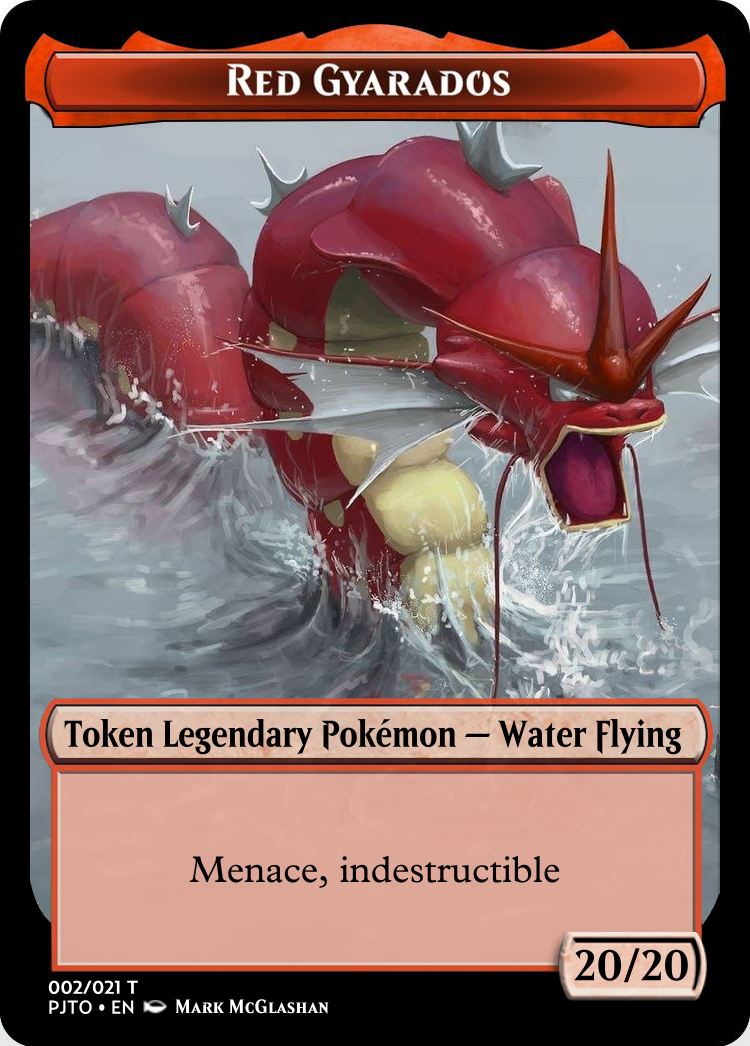 Red Gyarados
Token Legendary Pokémon — Water Flying
Menace, indestructible
20/20
002/021 T
PJTO • EN Mark McGlashan